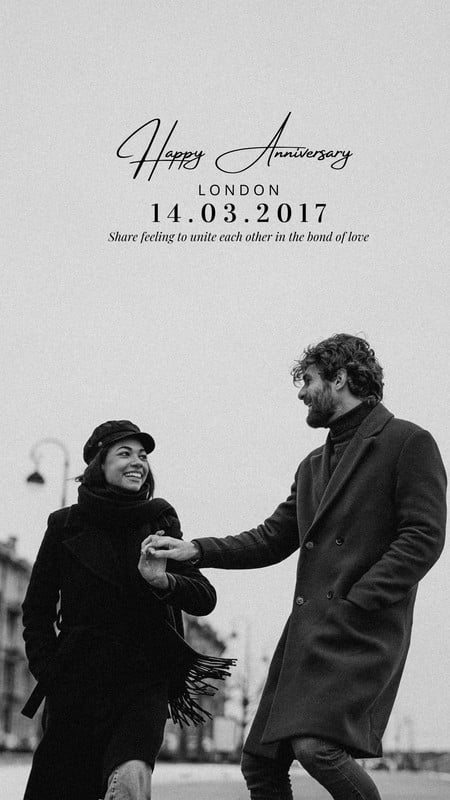 Happy Anniversary
LONDON
14.03.2017
Share feeling to unite each other in the bond of love